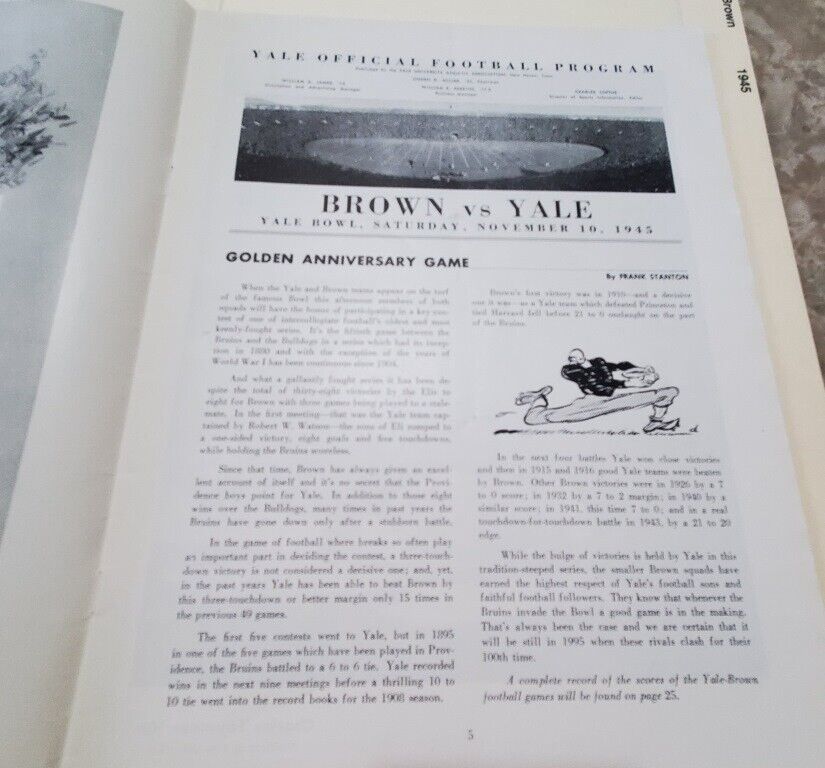 YALE OFFICIAL FOOTBALL PROGRAM
BROWN VS YALE
YALE BOWL, SATURDAY, NOVEMBER 10, 1945
GOLDEN ANNIVERSARY GAME
By FRANK STANTON
When the Yale and Brown teams appear on the turf
of the famous Bowl this afternoon members of both
squads will have the honor of participating in a key con-
test of one of intercollegiate football's oldest and most
keenly-fought series. It's the fiftieth game between the
Bruins and the Bulldogs in a series which had its incep-
tion in 1880 and with the exception of the years of
World War I has been continuous since 1904.
And what a gallantly fought series it has been de-
spite the total of thirty-eight victories by the Elis to
eight for Brown with three games being played to a stale-
mate. In the first meeting—that was the Yale team cap-
tained by Robert W. Watson—the sons of Eli romped to
a one-sided victory, eight goals and five touchdowns,
while holding the Bruins scoreless.
Since that time, Brown has always given an excel-
lent account of itself and it's no secret that the Provi-
dence boys point for Yale. In addition to those eight
wins over the Bulldogs, many times in past years the
Bruins have gone down only after a stubborn battle.
In the game of football where breaks so often play
an important part in deciding the contest, a three-touch-
down victory is not considered a decisive one; and, yet,
in the past years Yale has been able to beat Brown by
this three-touchdown or better margin only 15 times in
the previous 49 games.
The first five contests went to Yale, but in 1895
in one of the five games which have been played in Prov-
idence, the Bruins battled to a 6 to 6 tie. Yale recorded
wins in the next nine meetings before a thrilling 10 to
10 tie went into the record books for the 1908 season.
Brown's first victory was in 1910—and a decisive
one it was—as a Yale team which defeated Princeton and
tied Harvard fell before 21 to 0 onslaught on the part
of the Bruins.
In the next four battles Yale won close victories
and then in 1915 and 1916 good Yale teams were beaten
by Brown. Other Brown victories were in 1926 by a 7
to 0 score; in 1932 by a 7 to 2 margin; in 1940 by a
similar score; in 1941, this time 7 to 0; and in a real
touchdown-for-touchdown battle in 1943, by a 21 to 20
edge.
While the bulge of victories is held by Yale in this
tradition-steeped series, the smaller Brown squads have
earned the highest respect of Yale's football sons and
faithful football followers. They know that whenever the
Bruins invade the Bowl a good game is in the making.
That's always been the case and we are certain that it
will be still in 1995 when these rivals clash for their
100th time.
A complete record of the scores of the Yale-Brown
football games will be found on page 25.
5
Brown
1945